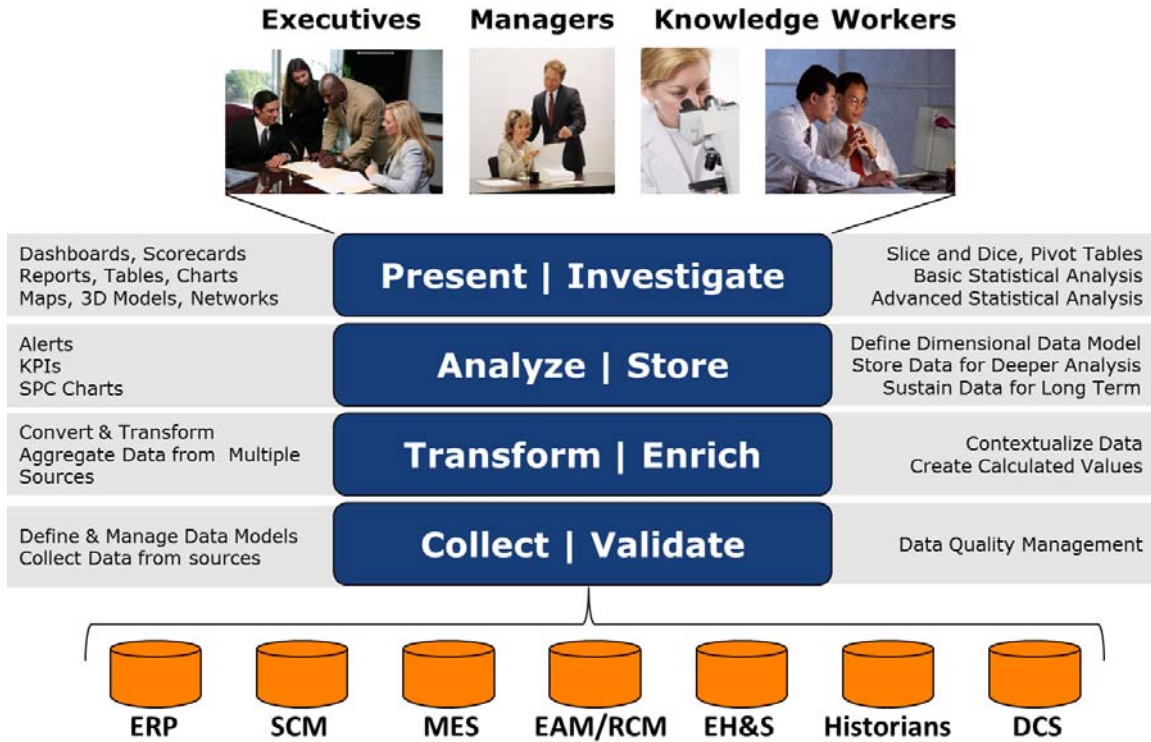 Executives
Managers
Knowledge Workers
Dashboards, Scorecards
Reports, Tables, Charts
Maps, 3D Models, Networks
Present | Investigate
Slice and Dice, Pivot Tables
Basic Statistical Analysis
Advanced Statistical Analysis
Alerts
KPIs
SPC Charts
Analyze | Store
Define Dimensional Data Model
Store Data for Deeper Analysis
Sustain Data for Long Term
Convert & Transform
Aggregate Data from Multiple
Sources
Transform | Enrich
Contextualize Data
Create Calculated Values
Define & Manage Data Models
Collect Data from sources
Collect | Validate
Data Quality Management
ERP
SCM
MES
EAM/RCM
EH&S
Historians
DCS